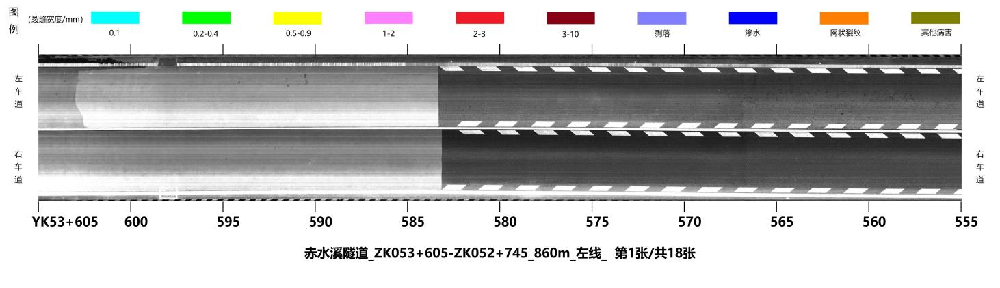 图例
(裂缝宽度/mm)
0.1 0.2-0.4 0.5-0.9 1-2 2-3 3-10 剥落 渗水 网状裂纹 其他病害
左车道 左车道
右车道 右车道
YK53+605 600 595 590 585 580 575 570 565 560 555
赤水溪隧道_ZK053+605-ZK052+745_860m_左线_ 第1张/共18张